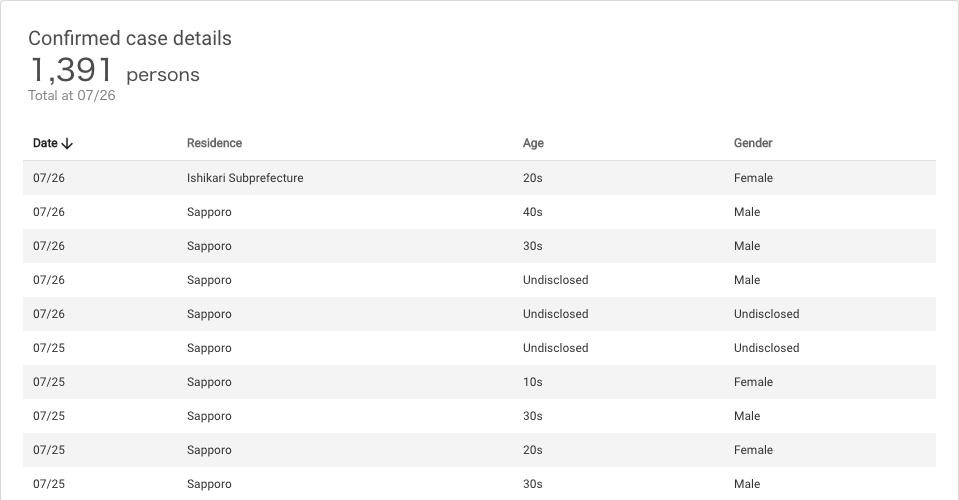 Confirmed case details
1,391 persons
Total at 07/26
Date Residence Age Gender
07/26 Ishikari Subprefecture 20s Female
07/26 Sapporo 40s Male
07/26 Sapporo 30s Male
07/26 Sapporo Undisclosed Male
07/26 Sapporo Undisclosed Undisclosed
07/25 Sapporo Undisclosed Undisclosed
07/25 Sapporo 10s Female
07/25 Sapporo 30s Male
07/25 Sapporo 20s Female
07/25 Sapporo 30s Male